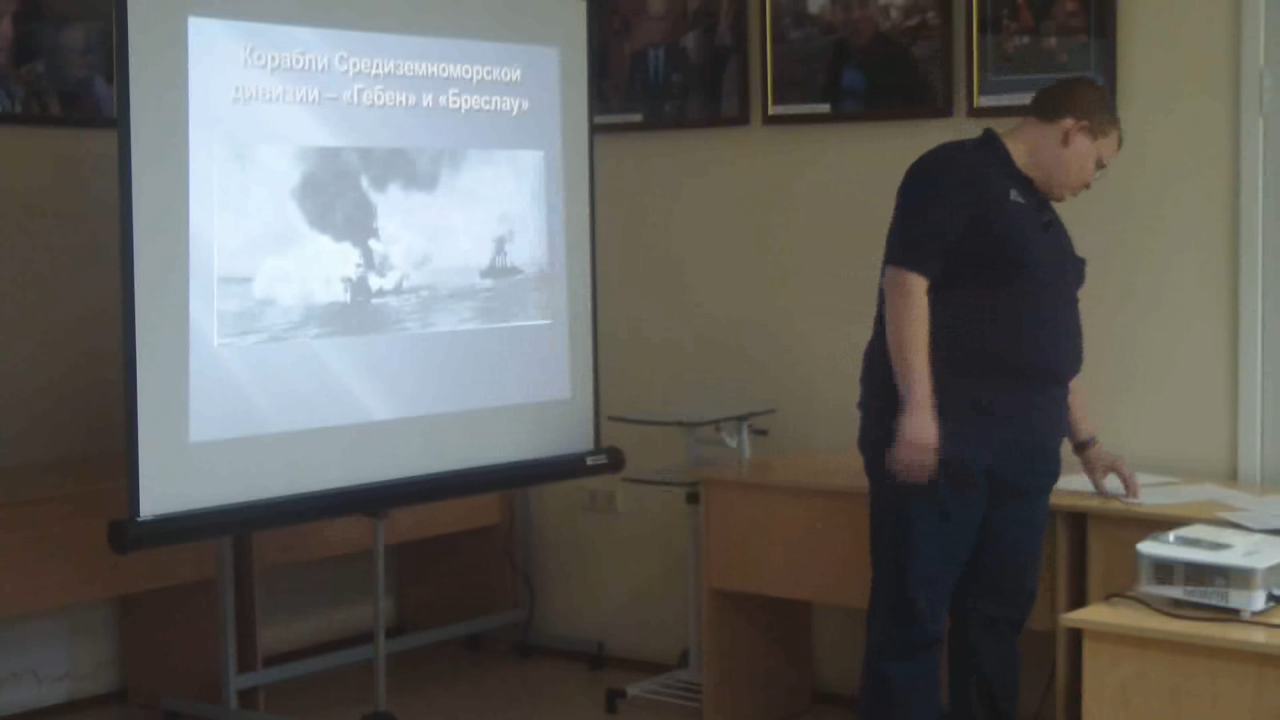 Корабли Средиземноморской
дивизии – «Гебен» и «Бреслау»